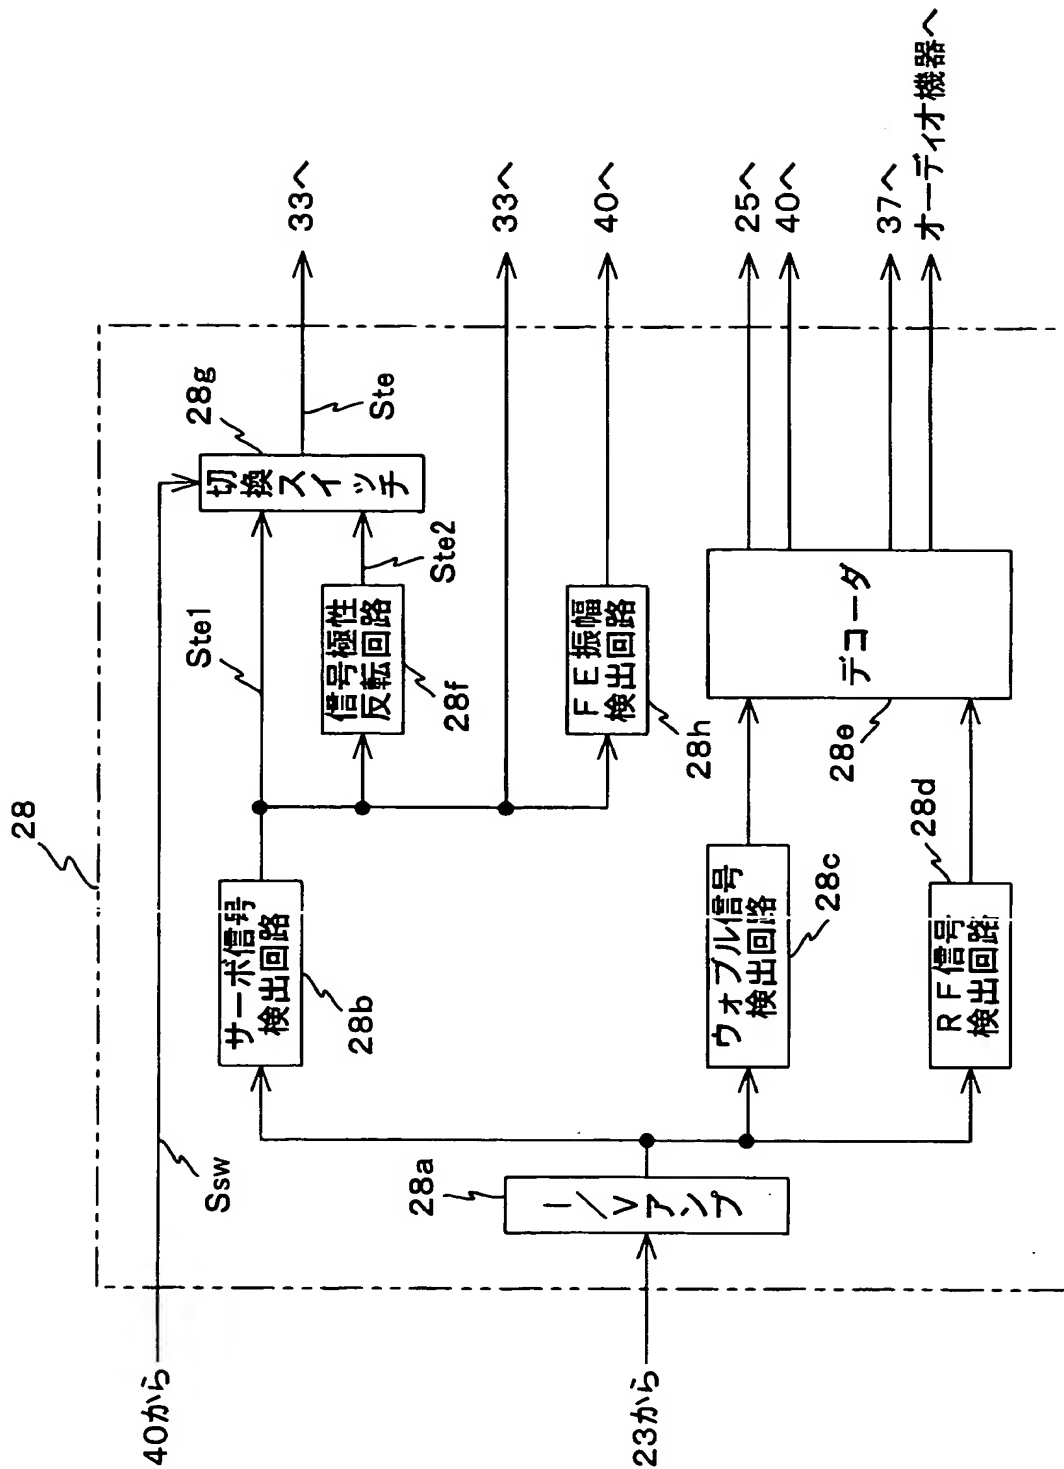 28
40から
Ssw
23から
28a
I／Vアンプ
サーボ信号
検出回路
28b
ウォブル信号
検出回路
28c
RF信号
検出回路
28d
Ste1
信号極性
反転回路
28f
Ste2
切換スイッチ
28g
Ste
FE振幅
検出回路
28h
デコーダ
28e
33へ
33へ
40へ
25へ
40へ
37へ
オーディオ機器へ